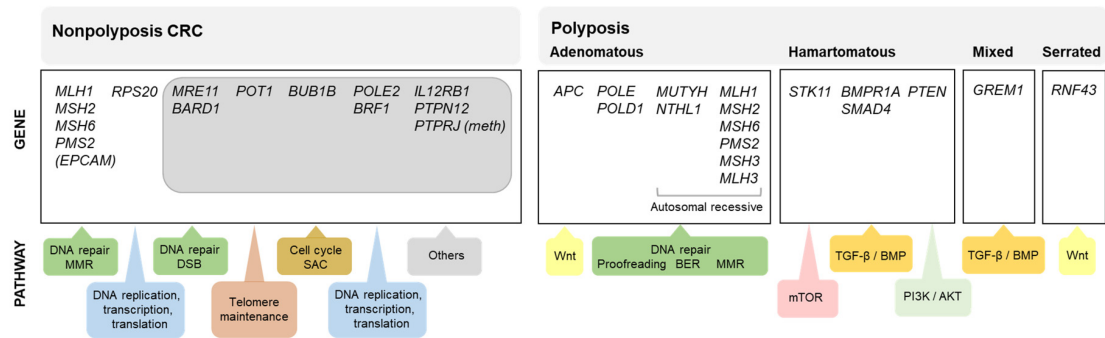 Nonpolyposis CRC
Polyposis
Adenomatous
Hamartomatous
Mixed
Serrated
GENE
MLH1
MSH2
MSH6
PMS2
(EPCAM)
RPS20
MRE11
BARD1
POT1
BUB1B
POLE2
BRF1
IL12RB1
PTPN12
PTPRJ (meth)
APC
POLE
POLD1
MUTYH
NTHL1
MLH1
MSH2
MSH6
PMS2
MSH3
MLH3
Autosomal recessive
STK11
BMPR1A
SMAD4
PTEN
GREM1
RNF43
PATHWAY
DNA repair
MMR
DNA replication,
transcription,
translation
DNA repair
DSB
Telomere
maintenance
Cell cycle
SAC
DNA replication,
transcription,
translation
Others
Wnt
DNA repair
Proofreading BER MMR
mTOR
TGF-β / BMP
PI3K / AKT
TGF-β / BMP
Wnt